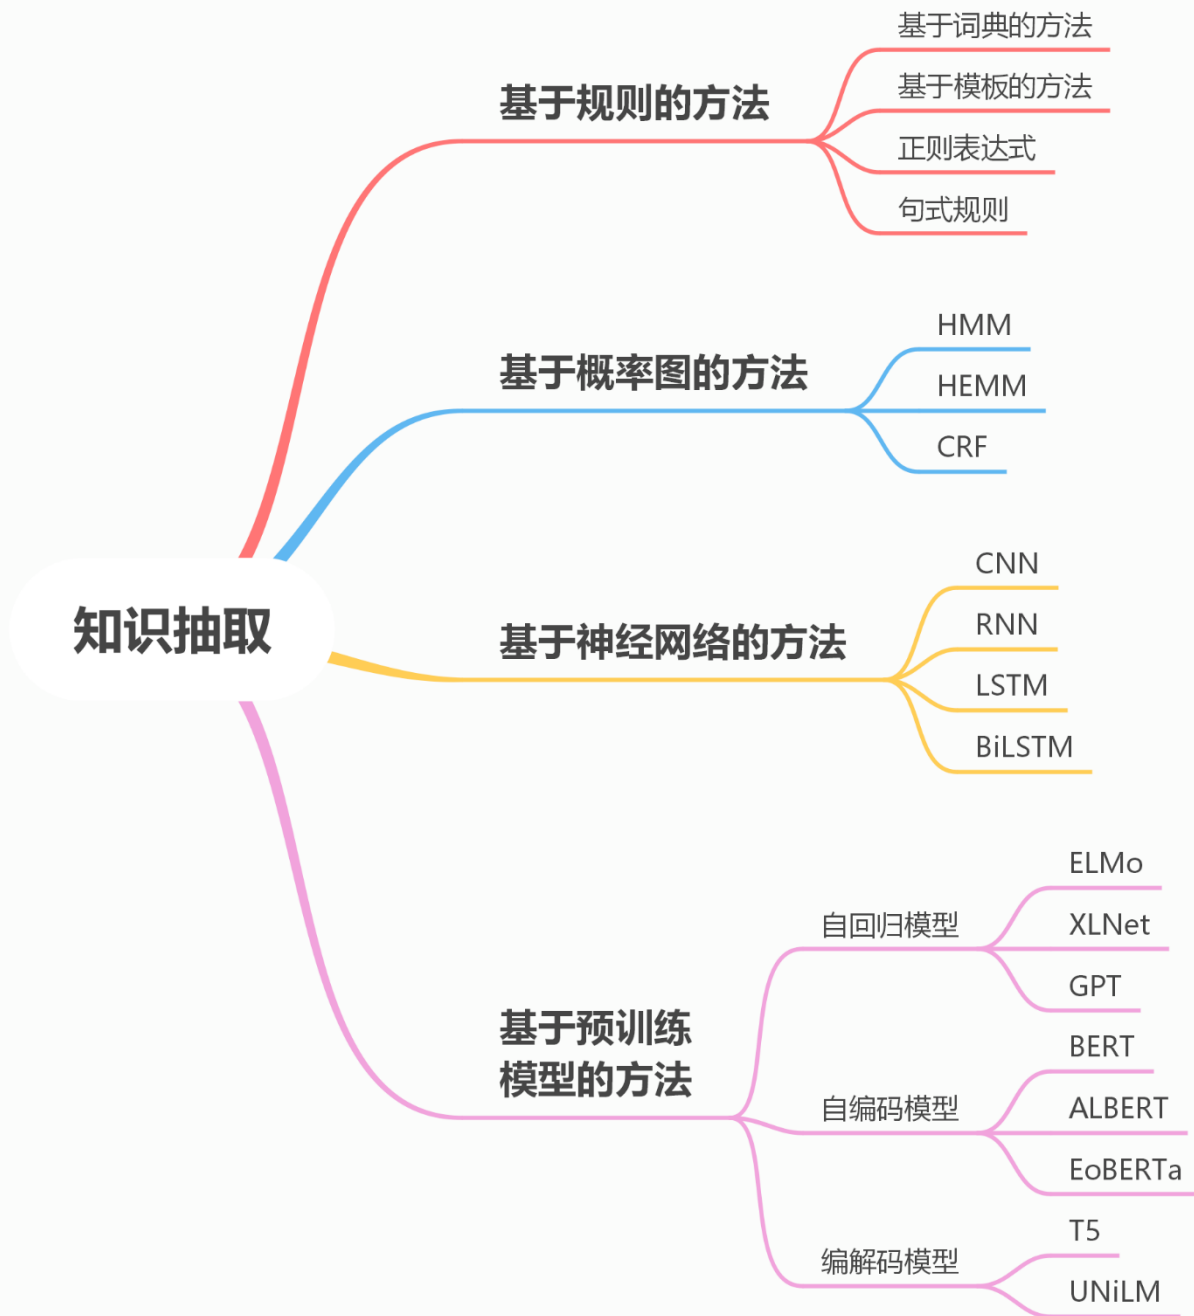 知识抽取
基于规则的方法
基于词典的方法
基于模板的方法
正则表达式
句式规则
基于概率图的方法
HMM
HEMM
CRF
基于神经网络的方法
CNN
RNN
LSTM
BiLSTM
基于预训练
模型的方法
自回归模型
ELMo
XLNet
GPT
自编码模型
BERT
ALBERT
EoBERTa
编解码模型
T5
UNiLM